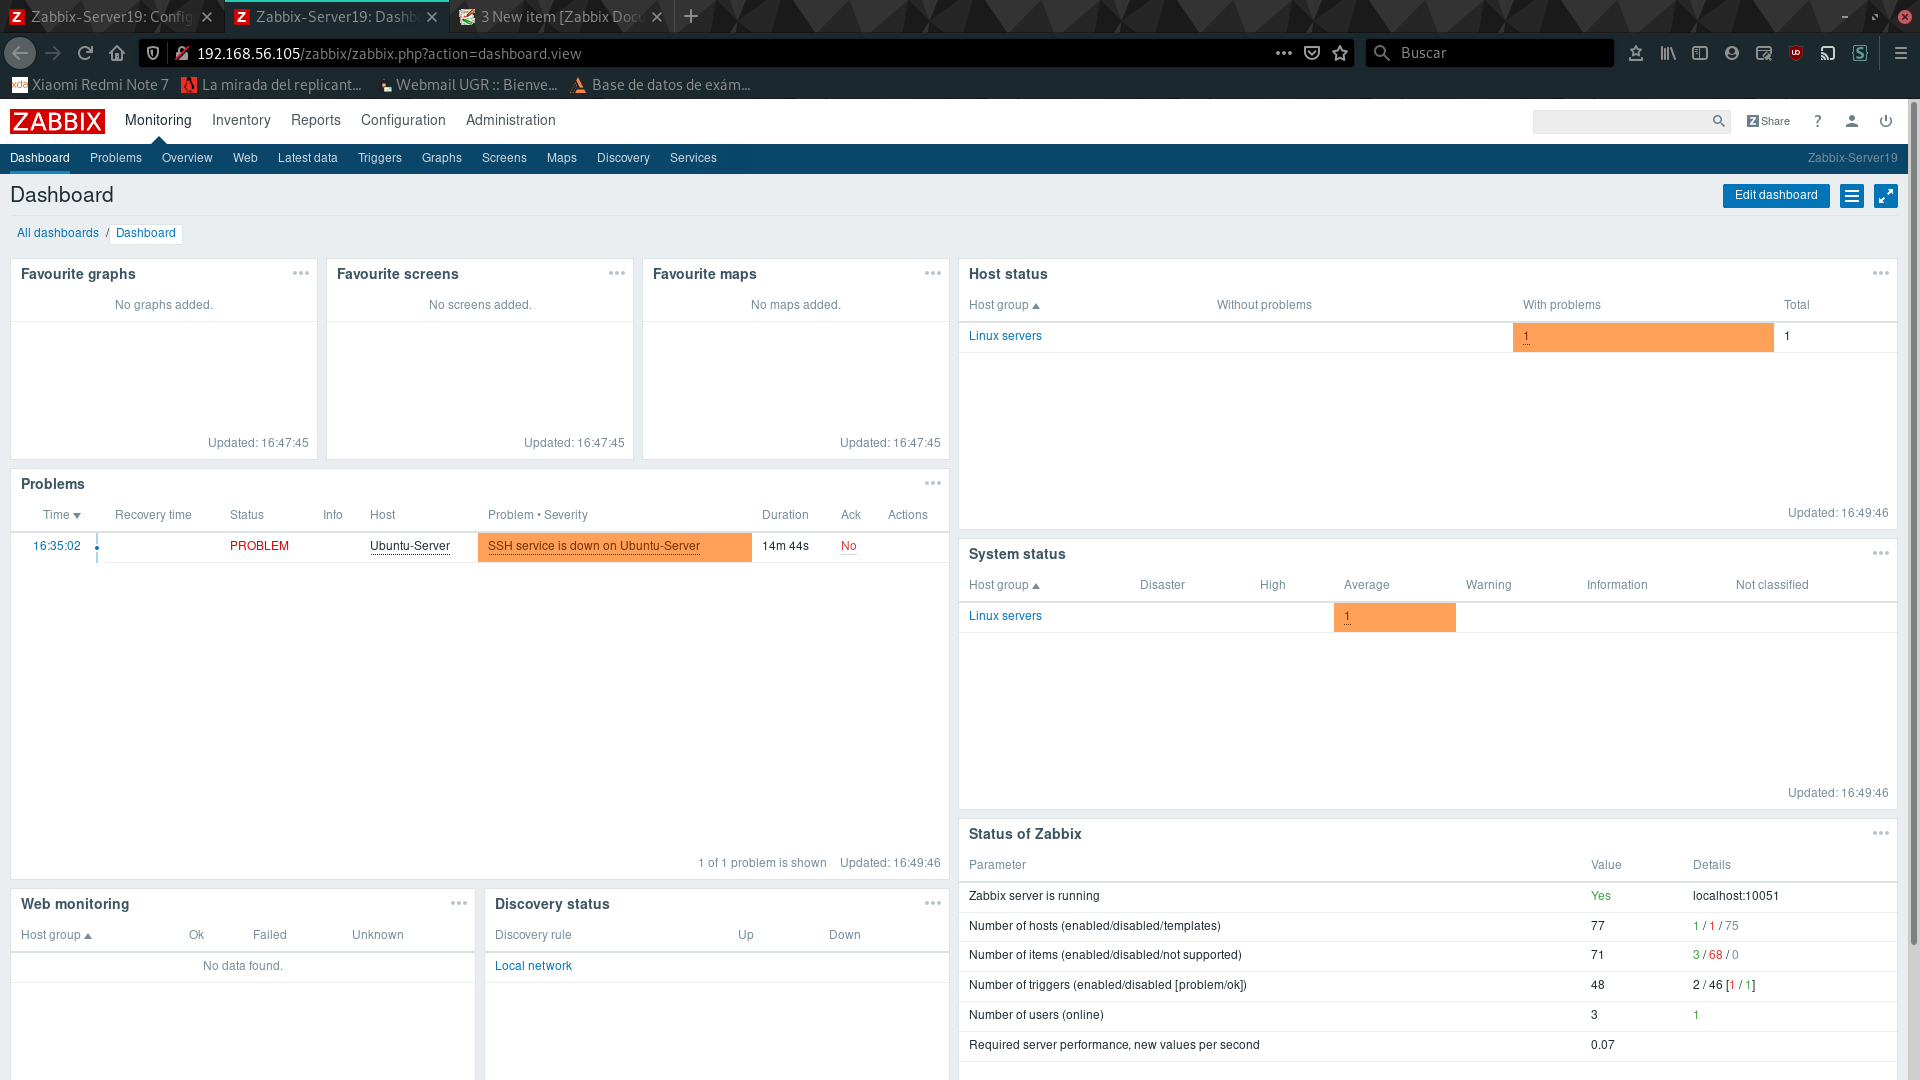 Zabbix-Server19: Config
Zabbix-Server19: Dashb
3 New item [Zabbix Docu
192.168.56.105/zabbix/zabbix.php?action=dashboard.view
Buscar
Xiaomi Redmi Note 7
La mirada del replicant...
Webmail UGR :: Bienve...
Base de datos de exám...
ZABBIX
Monitoring Inventory Reports Configuration Administration
Z Share ?
Dashboard Problems Overview Web Latest data Triggers Graphs Screens Maps Discovery Services
Zabbix-Server19
Dashboard
Edit dashboard
All dashboards / Dashboard
Favourite graphs
No graphs added.
Updated: 16:47:45
Favourite screens
No screens added.
Updated: 16:47:45
Favourite maps
No maps added.
Updated: 16:47:45
Host status
Host group Without problems With problems Total
Linux servers 1 1
Updated: 16:49:46
Problems
Time Recovery time Status Info Host Problem • Severity Duration Ack Actions
16:35:02 PROBLEM Ubuntu-Server SSH service is down on Ubuntu-Server 14m 44s No
1 of 1 problem is shown Updated: 16:49:46
System status
Host group Disaster High Average Warning Information Not classified
Linux servers 1
Updated: 16:49:46
Web monitoring
Host group Ok Failed Unknown
No data found.
Discovery status
Discovery rule Up Down
Local network
Status of Zabbix
Parameter Value Details
Zabbix server is running Yes localhost:10051
Number of hosts (enabled/disabled/templates) 77 1 / 1 / 75
Number of items (enabled/disabled/not supported) 71 3 / 68 / 0
Number of triggers (enabled/disabled [problem/ok]) 48 2 / 46 [1 / 1]
Number of users (online) 3 1
Required server performance, new values per second 0.07